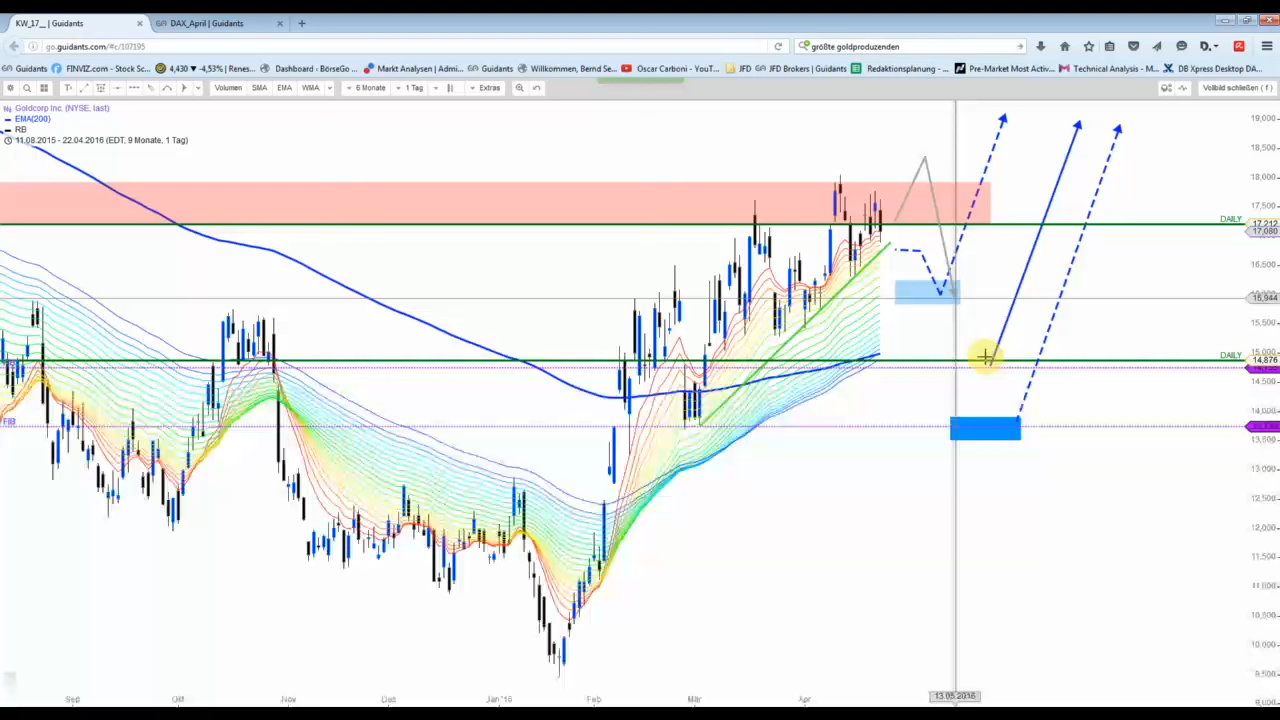 KW_17__ | Guidants
DAX_April | Guidants
go.guidants.com/#c/107195
größte goldproduzenden
Guidants
FINVIZ.com - Stock Sc...
4,430 ▼ -4,53% | Renes...
Dashboard - BörseGo ...
Markt Analysen | Admi...
Guidants
Willkommen, Bernd Se...
Oscar Carboni - YouT...
JFD
JFD Brokers | Guidants
Redaktionsplanung -...
Pre-Market Most Activ...
Technical Analysis - M...
DB Xpress Desktop DA...
Volumen
SMA
EMA
WMA
6 Monate
1 Tag
Extras
Vollbild schließen ( f )
Goldcorp Inc. (NYSE, last)
EMA(200)
RB
11.08.2015 - 22.04.2016 (EDT, 9 Monate, 1 Tag)
19,000
18,500
18,000
17,500
DAILY
17,212
17,080
16,500
15,944
15,500
15,000
DAILY
14,876
14,500
14,000
FIB
13,500
13,000
12,500
12,000
11,500
11,000
10,500
10,000
9,500
9,000
Sep
Okt
Nov
Dez
Jan '16
Feb
Mär
Apr
13.05.2016